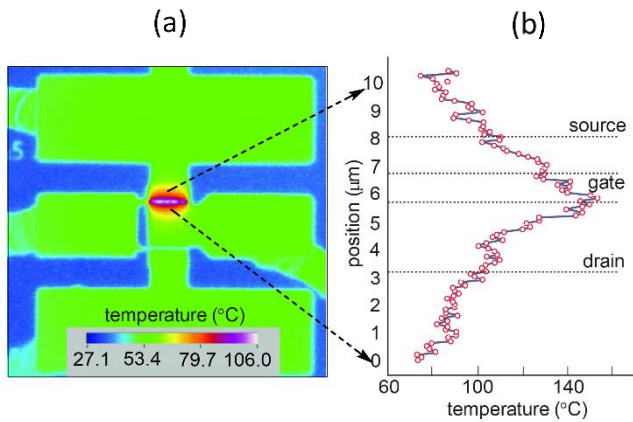 (a)
(b)
5
temperature (°C)
27.1 53.4 79.7 106.0
position (μm)
10
9
8
7
6
5
4
3
2
1
0
source
gate
drain
60 100 140
temperature (°C)